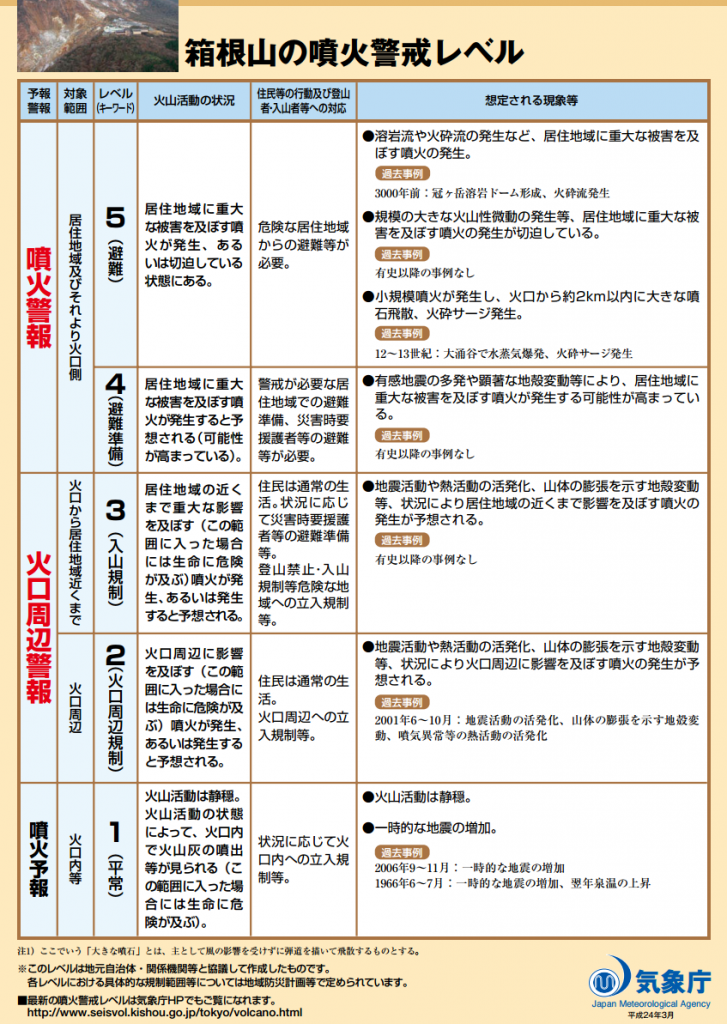 箱根山の噴火警戒レベル
予報
警報
対象
範囲
レベル
(キーワード)
火山活動の状況
住民等の行動及び登山
者・入山者等への対応
想定される現象等
噴火警報
居住地域及びそれより火口側
5
(避難)
居住地域に重大
な被害を及ぼす噴
火が発生、ある
いは切迫している
状態にある。
危険な居住地域
からの避難等が
必要。
●溶岩流や火砕流の発生など、居住地域に重大な被害を及
ぼす噴火の発生。
過去事例
3000年前：冠ヶ岳溶岩ドーム形成、火砕流発生
●規模の大きな火山性微動の発生等、居住地域に重大な被
害を及ぼす噴火の発生が切迫している。
過去事例
有史以降の事例なし
●小規模噴火が発生し、火口から約2km以内に大きな噴
石飛散、火砕サージ発生。
過去事例
12～13世紀：大涌谷で水蒸気爆発、火砕サージ発生
4
(避難準備)
居住地域に重大
な被害を及ぼす噴
火が発生すると予
想される(可能性
が高まっている)。
警戒が必要な居
住地域での避難
準備、災害時要
援護者等の避難
等が必要。
●有感地震の多発や顕著な地殻変動等により、居住地域に
重大な被害を及ぼす噴火が発生する可能性が高まってい
る。
過去事例
有史以降の事例なし
火口周辺警報
火口から居住地域近くまで
3
(入山規制)
居住地域の近く
まで重大な影響
を及ぼす（この範
囲に入った場合
には生命に危険
が及ぶ）噴火が発
生、あるいは発生
すると予想される。
住民は通常の生
活。状況に応じ
て災害時要援護
者等の避難準備
等。
登山禁止・入山
規制等危険な地
域への立入規制
等。
●地震活動や熱活動の活発化、山体の膨張を示す地殻変動
等、状況により居住地域の近くまで影響を及ぼす噴火の
発生が予想される。
過去事例
有史以降の事例なし
火口周辺
2
(火口周辺規制)
火口周辺に影響
を及ぼす（この範
囲に入った場合に
は生命に危険が及
ぶ）噴火が発生、
あるいは発生する
と予想される。
住民は通常の生
活。
火口周辺への立
入規制等。
●地震活動や熱活動の活発化、山体の膨張を示す地殻変動
等、状況により火口周辺に影響を及ぼす噴火の発生が予
想される。
過去事例
2001年6～10月：地震活動の活発化、山体の膨張を示す地殻変
動、噴気異常等の熱活動の活発化
噴火予報
火口内等
1
(平常)
火山活動は静穏。
火山活動の状態
によって、火口内
で火山灰の噴出
等が見られる（こ
の範囲に入った場
合には生命に危
険が及ぶ）。
状況に応じて火
口内への立入規
制等。
●火山活動は静穏。
●一時的な地震の増加。
過去事例
2006年9～11月：一時的な地震の増加
1966年6～7月：一時的な地震の増加、翌年泉温の上昇
注1）ここでいう「大きな噴石」とは、主として風の影響を受けずに弾道を描いて飛散するものとする。
※このレベルは地元自治体・関係機関等と協議して作成したものです。
各レベルにおける具体的な規制範囲等については地域防災計画等で定められています。
■最新の噴火警戒レベルは気象庁HPでもご覧になれます。
http://www.seisvol.kishou.go.jp/tokyo/volcano.html
気象庁
Japan Meteorological Agency
平成24年3月